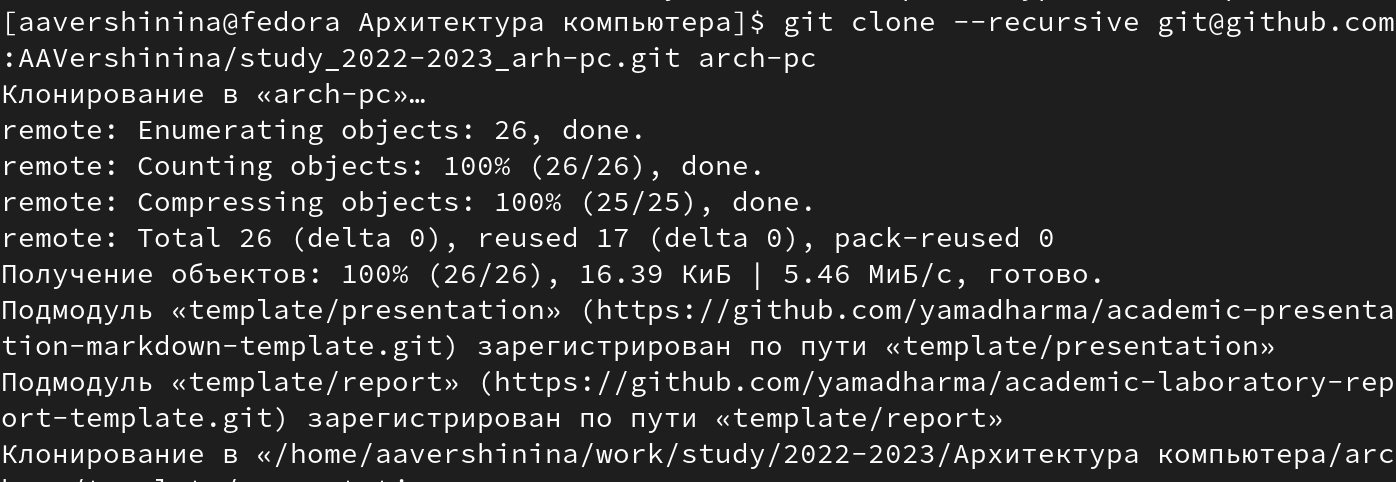 [aavershinina@fedora Архитектура компьютера]$ git clone --recursive git@github.com
:AAVershinina/study_2022-2023_arh-pc.git arch-pc
Клонирование в «arch-pc»…
remote: Enumerating objects: 26, done.
remote: Counting objects: 100% (26/26), done.
remote: Compressing objects: 100% (25/25), done.
remote: Total 26 (delta 0), reused 17 (delta 0), pack-reused 0
Получение объектов: 100% (26/26), 16.39 КиБ | 5.46 МиБ/с, готово.
Подмодуль «template/presentation» (https://github.com/yamadharma/academic-presenta
tion-markdown-template.git) зарегистрирован по пути «template/presentation»
Подмодуль «template/report» (https://github.com/yamadharma/academic-laboratory-rep
ort-template.git) зарегистрирован по пути «template/report»
Клонирование в «/home/aavershinina/work/study/2022-2023/Архитектура компьютера/arc